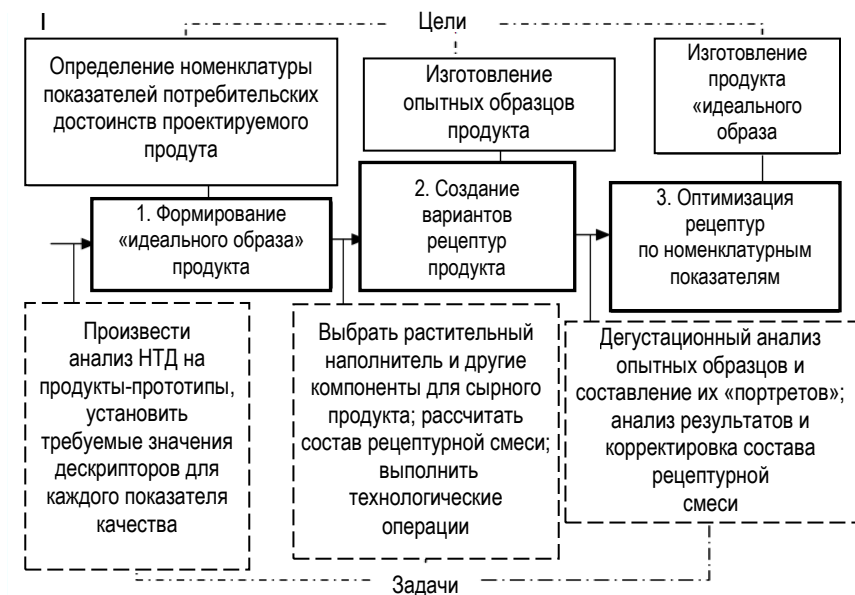 I
Цели
Определение номенклатуры
показателей потребительских
достоинств проектируемого
продута
Изготовление
опытных образцов
продукта
Изготовление
продукта
«идеального
образа
1. Формирование
«идеального образа»
продукта
2. Создание
вариантов
рецептур
продукта
3. Оптимизация
рецептур
по номенклатурным
показателям
Произвести
анализ НТД на
продукты-прототипы,
установить
требуемые значения
дескрипторов для
каждого показателя
качества
Выбрать растительный
наполнитель и другие
компоненты для сырного
продукта; рассчитать
состав рецептурной смеси;
выполнить
технологические
операции
Дегустационный анализ
опытных образцов и
составление их «портретов»;
анализ результатов и
корректировка состава
рецептурной
смеси
Задачи